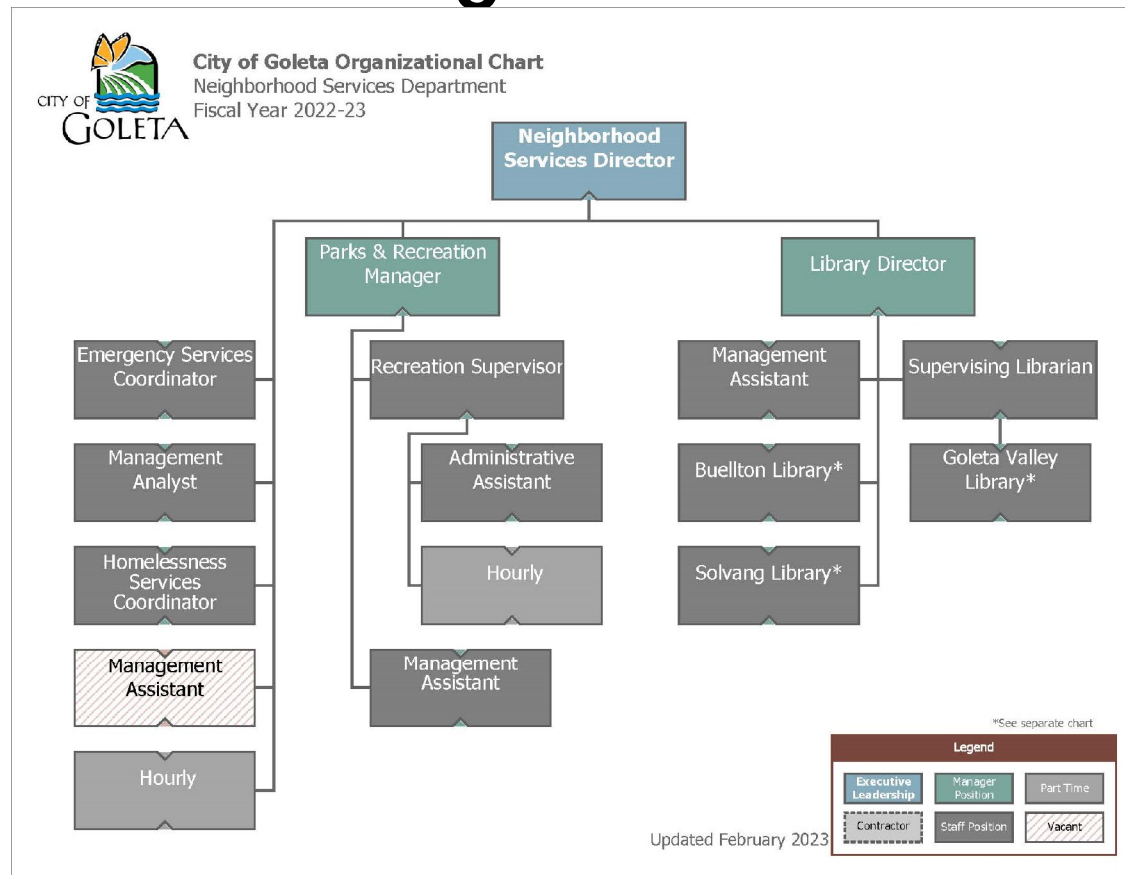 City of Goleta Organizational Chart
Neighborhood Services Department
Fiscal Year 2022-23
CITY OF
GOLETA
Neighborhood
Services Director
Parks & Recreation
Manager
Library Director
Emergency Services
Coordinator
Recreation Supervisor
Management
Assistant
Supervising Librarian
Management
Analyst
Administrative
Assistant
Buellton Library*
Goleta Valley
Library*
Homelessness
Services
Coordinator
Hourly
Solvang Library*
Management
Assistant
Management
Assistant
Hourly
*See separate chart
Legend
Executive
Leadership
Manager
Position
Part Time
Contractor
Staff Position
Vacant
Updated February 2023